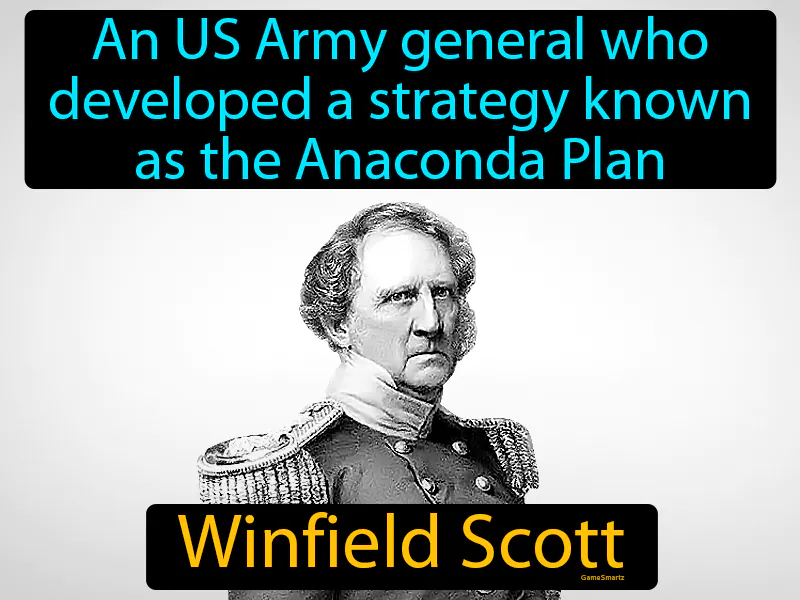 An US Army general who
developed a strategy known
as the Anaconda Plan
Winfield Scott
GameSmartz